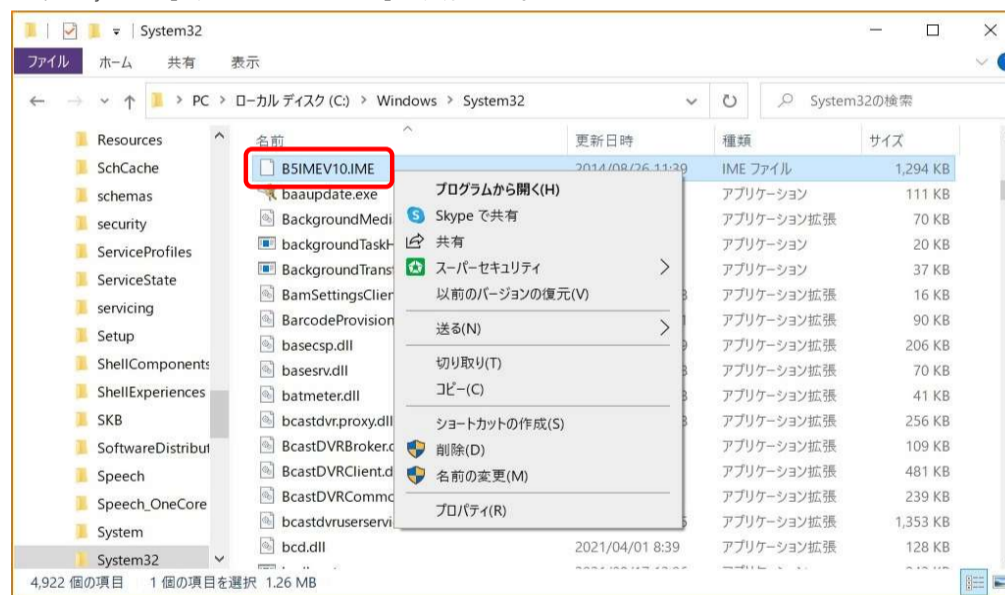 System32
ファイル ホーム 共有 表示
PC > ローカル ディスク (C:) > Windows > System32
System32の検索
名前 更新日時 種類 サイズ
Resources
SchCache
schemas
security
ServiceProfiles
ServiceState
servicing
Setup
ShellComponents
ShellExperiences
SKB
SoftwareDistribut
Speech
Speech_OneCore
System
System32
B5IMEV10.IME 2014/08/26 11:39 IME ファイル 1,294 KB
baaupdate.exe アプリケーション 111 KB
BackgroundMedi アプリケーション拡張 70 KB
backgroundTaskH アプリケーション 20 KB
BackgroundTrans アプリケーション 37 KB
BamSettingsClier アプリケーション拡張 16 KB
BarcodeProvision アプリケーション拡張 90 KB
basecsp.dll アプリケーション拡張 206 KB
basesrv.dll アプリケーション拡張 70 KB
batmeter.dll アプリケーション拡張 41 KB
bcastdvr.proxy.dll アプリケーション拡張 256 KB
BcastDVRBroker.c アプリケーション拡張 109 KB
BcastDVRClient.d アプリケーション拡張 481 KB
BcastDVRCommc アプリケーション拡張 239 KB
bcastdvruserservi アプリケーション拡張 1,353 KB
bcd.dll 2021/04/01 8:39 アプリケーション拡張 128 KB
プログラムから開く(H)
Skype で共有
共有
スーパーセキュリティ
以前のバージョンの復元(V)
送る(N)
切り取り(T)
コピー(C)
ショートカットの作成(S)
削除(D)
名前の変更(M)
プロパティ(R)
4,922 個の項目 1 個の項目を選択 1.26 MB